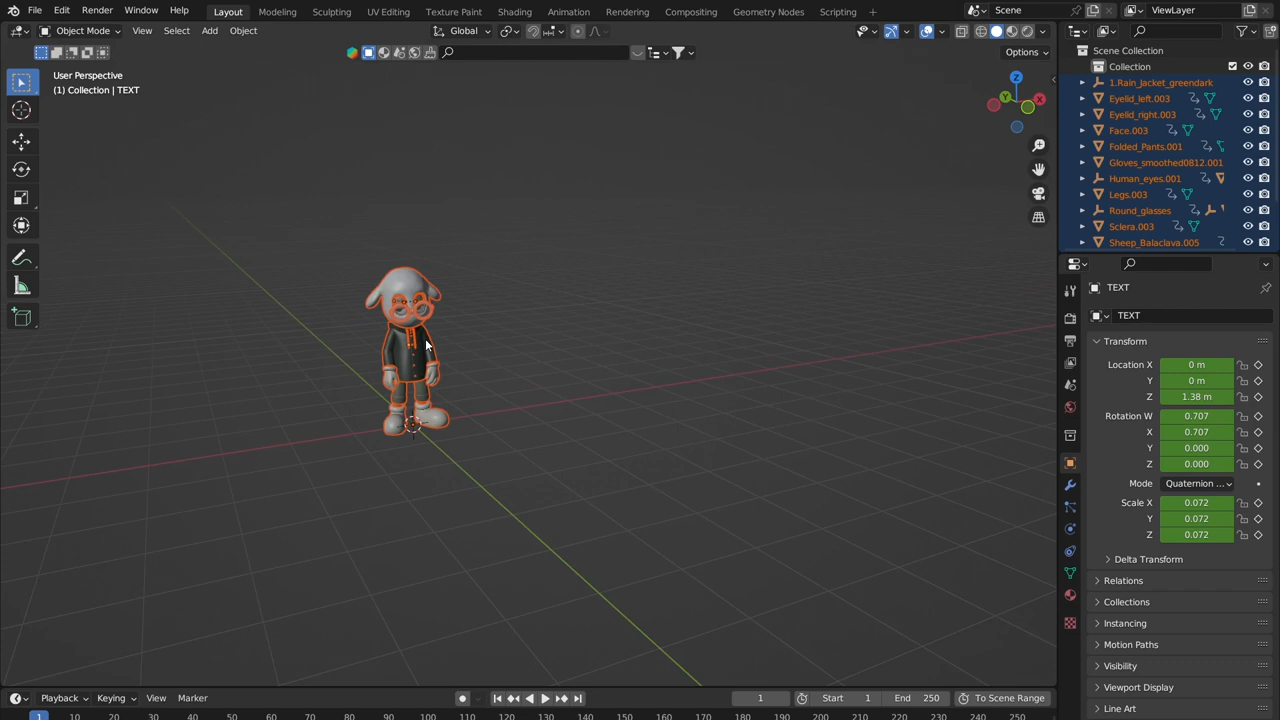 File Edit Render Window Help Layout Modeling Sculpting UV Editing Texture Paint Shading Animation Rendering Compositing Geometry Nodes Scripting + Scene ViewLayer
Object Mode View Select Add Object Global
Options
User Perspective
(1) Collection | TEXT
Z
Y
X
Scene Collection
Collection
1.Rain_Jacket_greendark
Eyelid_left.003
Eyelid_right.003
Face.003
Folded_Pants.001
Gloves_smoothed0812.001
Human_eyes.001
Legs.003
Round_glasses
Sclera.003
Sheep_Balaclava.005
TEXT
TEXT
Transform
Location X 0 m
Y 0 m
Z 1.38 m
Rotation W 0.707
X 0.707
Y 0.000
Z 0.000
Mode Quaternion ...
Scale X 0.072
Y 0.072
Z 0.072
Delta Transform
Relations
Collections
Instancing
Motion Paths
Visibility
Viewport Display
Line Art
Playback Keying View Marker 1 Start 1 End 250 To Scene Range
1 10 20 30 40 50 60 70 80 90 100 110 120 130 140 150 160 170 180 190 200 210 220 230 240 250